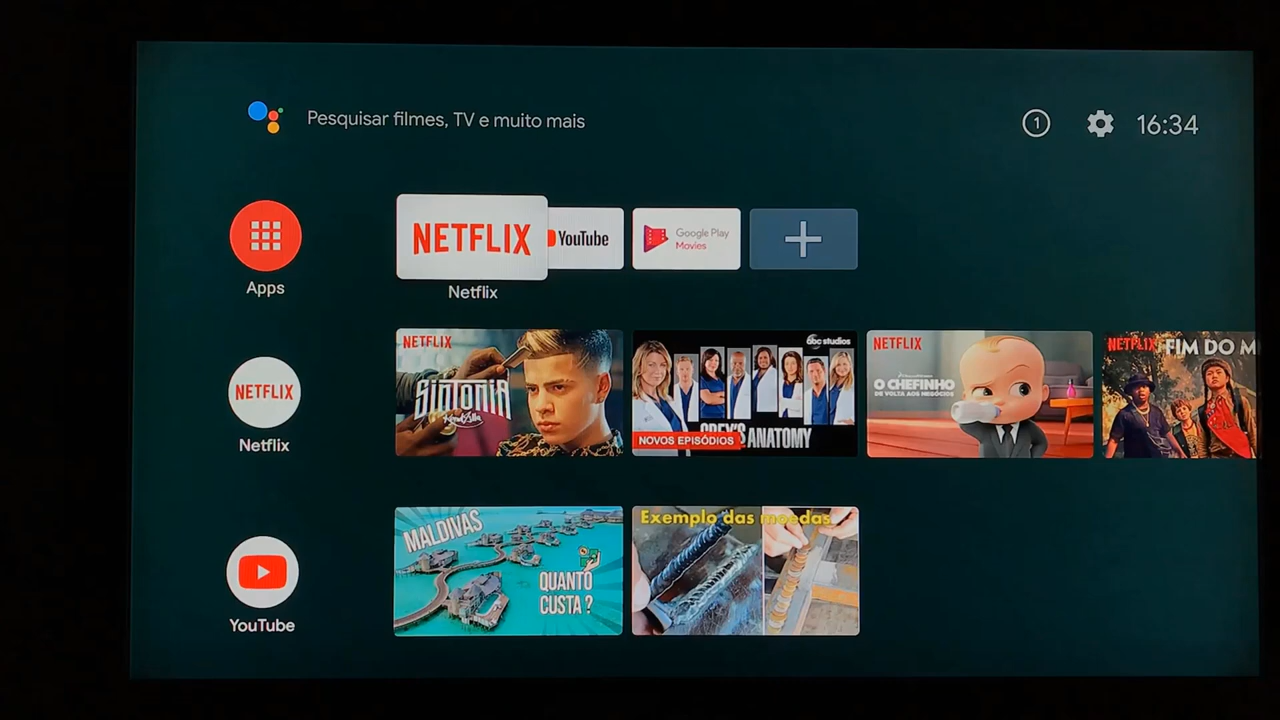 Pesquisar filmes, TV e muito mais
1
16:34
NETFLIX
YouTube
Google Play
Movies
Apps
Netflix
NETFLIX
SINTONIA
KondZilla
abc studios
GREY'S ANATOMY
NOVOS EPISÓDIOS
NETFLIX
O CHEFINHO
DE VOLTA AOS NEGÓCIOS
NETFLIX
FIM DO M
NETFLIX
Netflix
MALDIVAS
QUANTO
CUSTA ?
Exemplo das moedas
YouTube